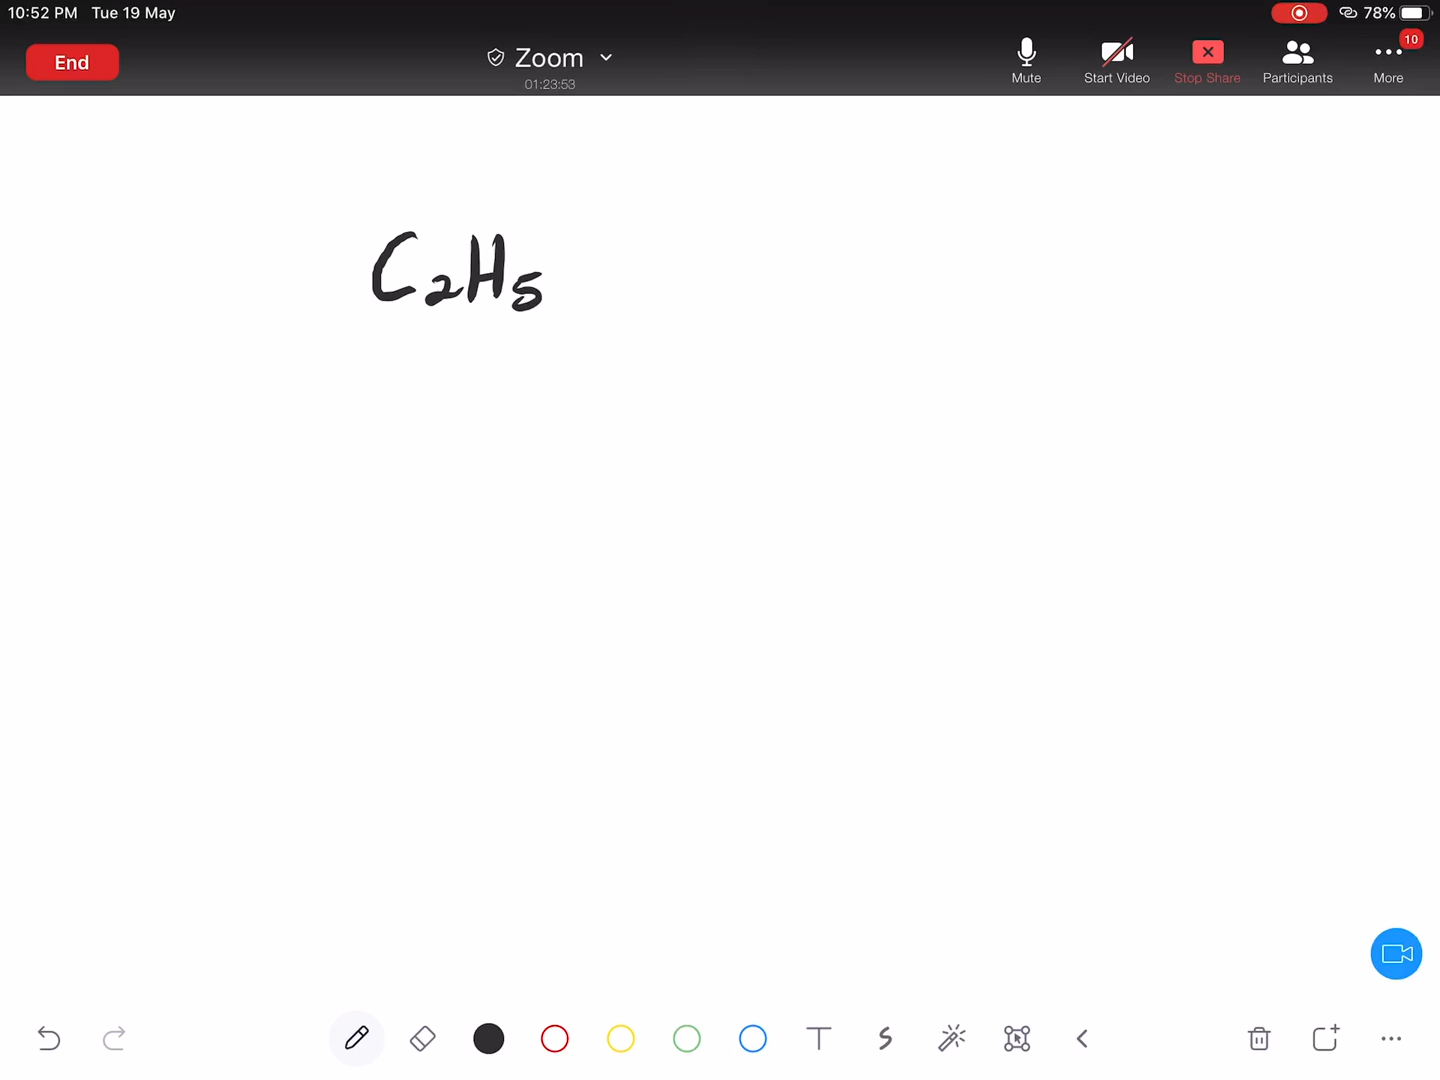 10:52 PM Tue 19 May 78%
End Zoom 10
01:23:53 Mute Start Video Stop Share Participants More
C₂H₅
T